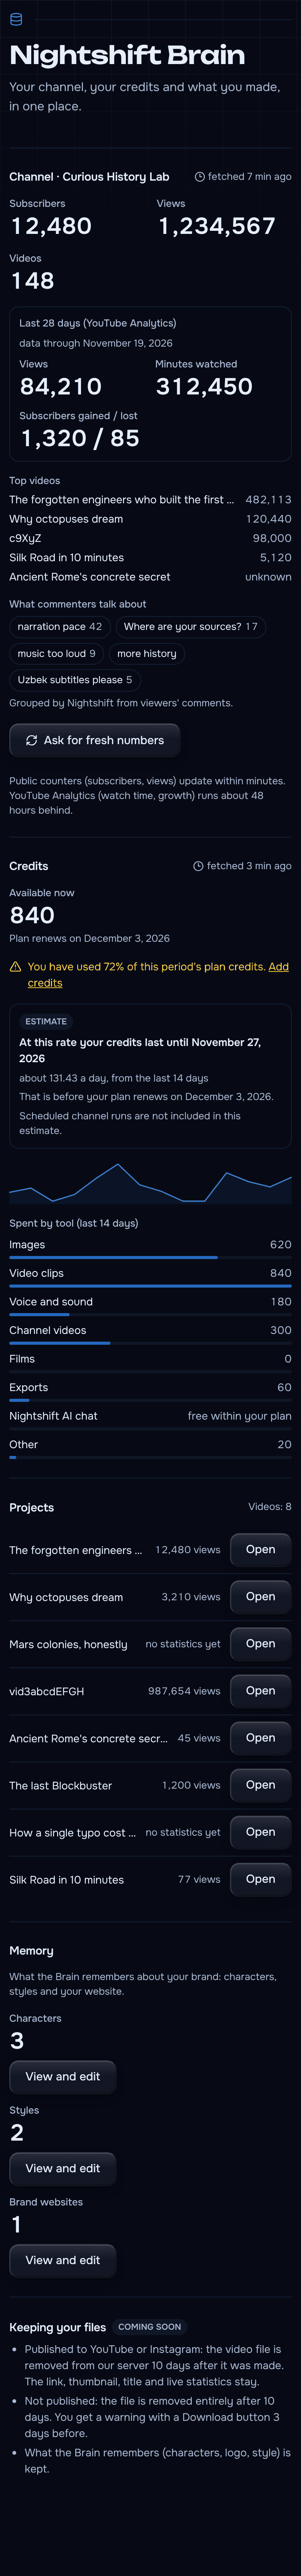 Nightshift Brain
Your channel, your credits and what you made,
in one place.
Channel · Curious History Lab
fetched 7 min ago
Subscribers
12,480
Views
1,234,567
Videos
148
Last 28 days (YouTube Analytics)
data through November 19, 2026
Views
84,210
Minutes watched
312,450
Subscribers gained / lost
1,320 / 85
Top videos
The forgotten engineers who built the first ... 482,113
Why octopuses dream 120,440
c9XyZ 98,000
Silk Road in 10 minutes 5,120
Ancient Rome's concrete secret unknown
What commenters talk about
narration pace 42 Where are your sources? 17
music too loud 9 more history
Uzbek subtitles please 5
Grouped by Nightshift from viewers' comments.
Ask for fresh numbers
Public counters (subscribers, views) update within minutes.
YouTube Analytics (watch time, growth) runs about 48
hours behind.
Credits
fetched 3 min ago
Available now
840
Plan renews on December 3, 2026
You have used 72% of this period's plan credits. Add
credits
ESTIMATE
At this rate your credits last until November 27,
2026
about 131.43 a day, from the last 14 days
That is before your plan renews on December 3, 2026.
Scheduled channel runs are not included in this
estimate.
Spent by tool (last 14 days)
Images 620
Video clips 840
Voice and sound 180
Channel videos 300
Films 0
Exports 60
Nightshift AI chat free within your plan
Other 20
Projects
Videos: 8
The forgotten engineers ... 12,480 views Open
Why octopuses dream 3,210 views Open
Mars colonies, honestly no statistics yet Open
vid3abcdEFGH 987,654 views Open
Ancient Rome's concrete secr... 45 views Open
The last Blockbuster 1,200 views Open
How a single typo cost ... no statistics yet Open
Silk Road in 10 minutes 77 views Open
Memory
What the Brain remembers about your brand: characters,
styles and your website.
Characters
3
View and edit
Styles
2
View and edit
Brand websites
1
View and edit
Keeping your files COMING SOON
• Published to YouTube or Instagram: the video file is
removed from our server 10 days after it was made.
The link, thumbnail, title and live statistics stay.
• Not published: the file is removed entirely after 10
days. You get a warning with a Download button 3
days before.
• What the Brain remembers (characters, logo, style) is
kept.